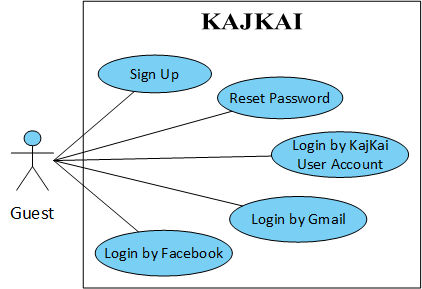 KAJKAI
Sign Up
Reset Password
Login by KajKai
User Account
Guest
Login by Gmail
Login by Facebook